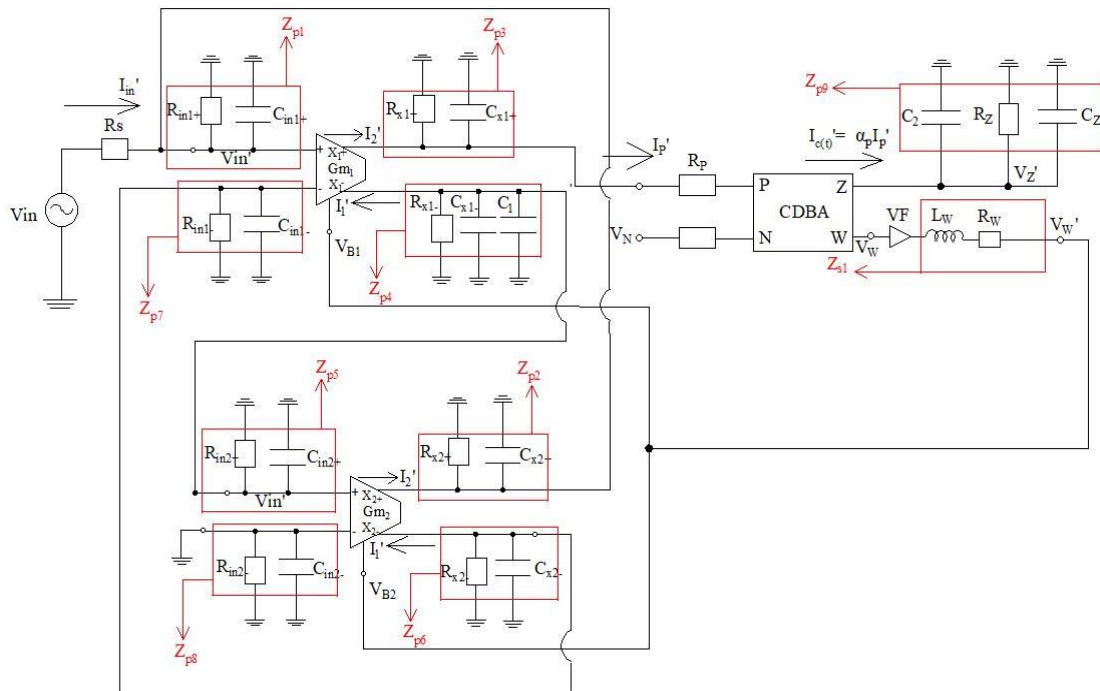 Zp1
Zp3
Iin'
Rs
Rin1+
Cin1+
Rx1+
Cx1+
Zp9
C2
RZ
CZ
Ic(t)'= αpIp'
Vin'
+
X1+
Gm1
X1-
-
I2'
Ip'
RP
P
Z
CDBA
N
W
VZ'
Vin
Rin1-
Cin1-
I1'
Rx1-
Cx1-
C1
'
VN
VW
VF
LW
RW
VW'
Zs1
VB1
Zp7
Zp4
Zp5
Zp2
Rin2+
Cin2+
Rx2+
Cx2+
Vin'
+
X2+
Gm2
X2-
-
I2'
Rin2-
Cin2-
I1'
Rx2-
Cx2-
VB2
Zp8
Zp6